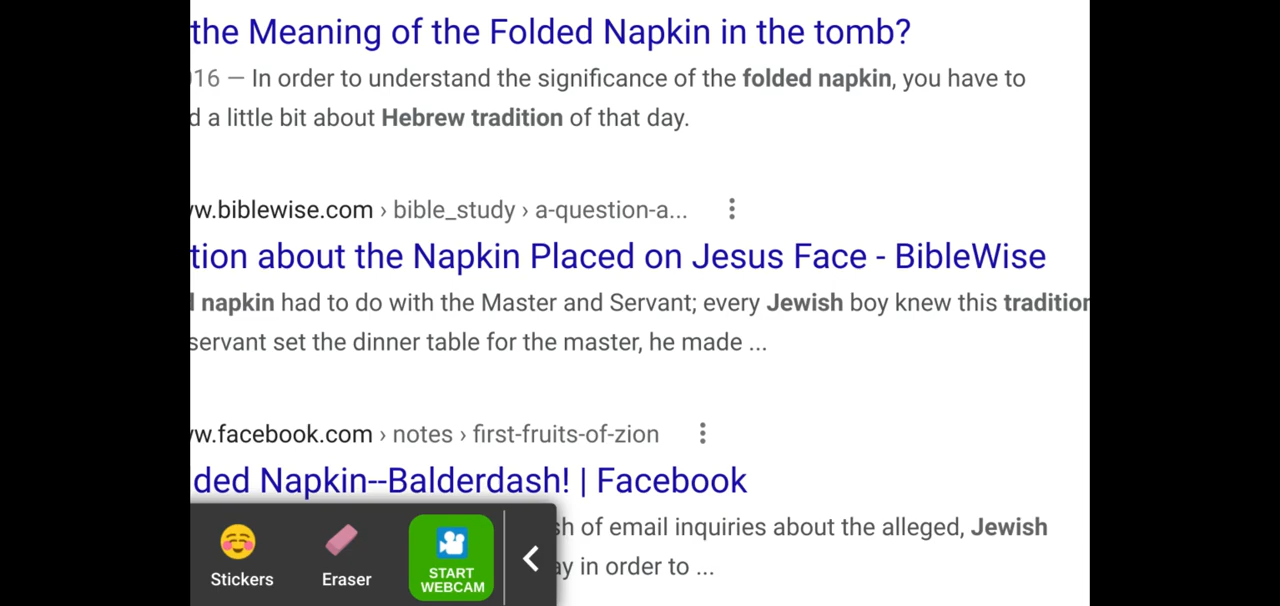 the Meaning of the Folded Napkin in the tomb?
16 — In order to understand the significance of the folded napkin, you have to
d a little bit about Hebrew tradition of that day.
w.biblewise.com › bible_study › a-question-a...
tion about the Napkin Placed on Jesus Face - BibleWise
napkin had to do with the Master and Servant; every Jewish boy knew this tradition
servant set the dinner table for the master, he made ...
w.facebook.com › notes › first-fruits-of-zion
ded Napkin--Balderdash! | Facebook
sh of email inquiries about the alleged, Jewish
ay in order to ...
Stickers
Eraser
START
WEBCAM